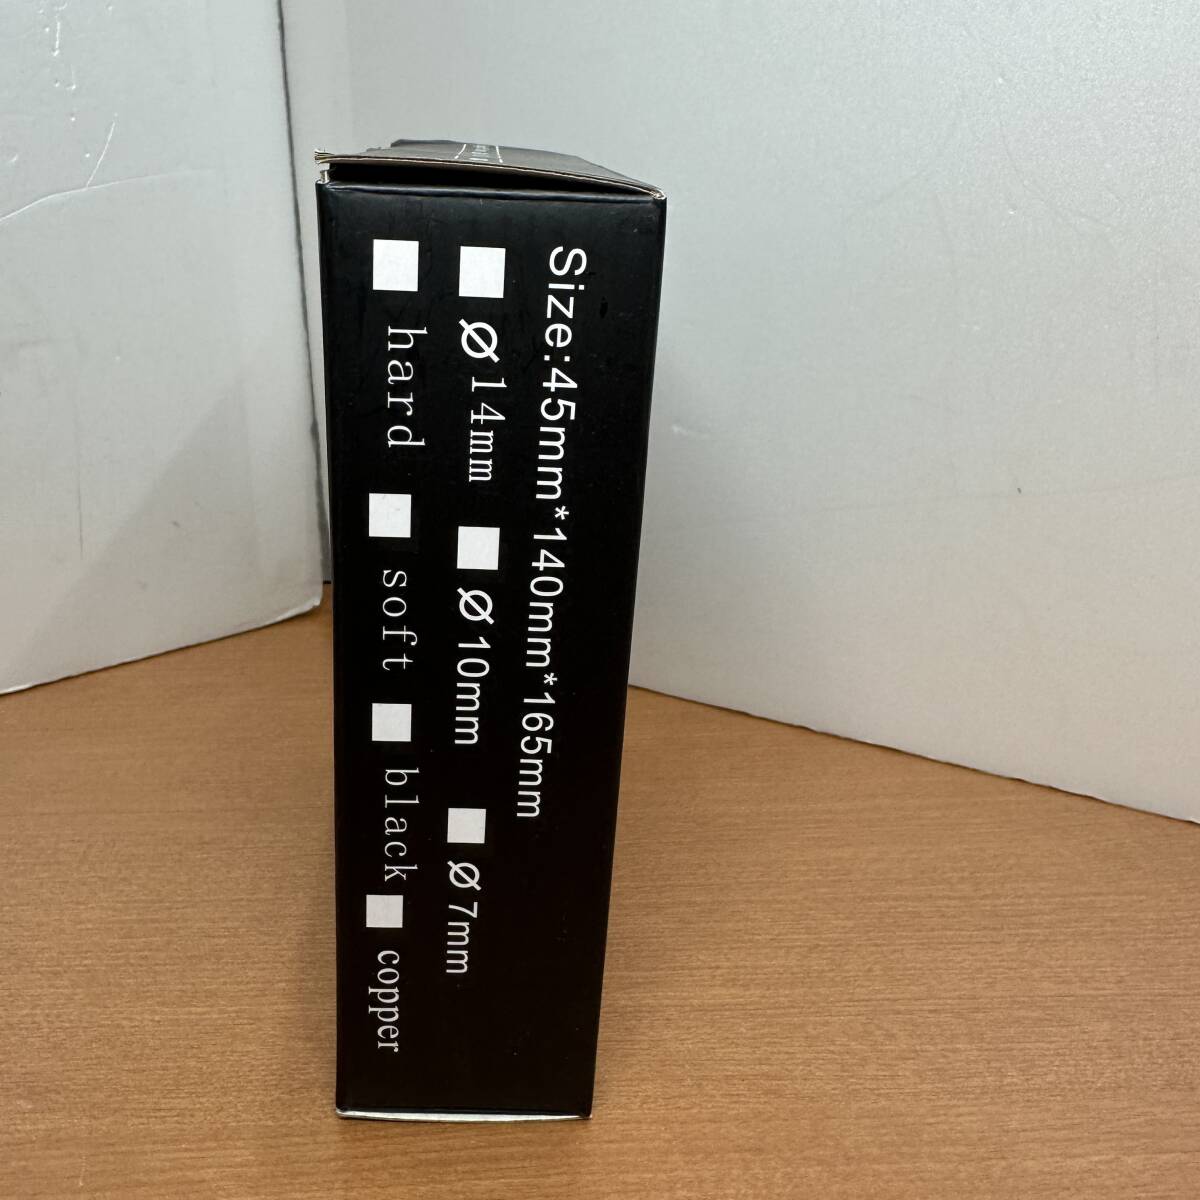 Size:45mm*140mm*165mm
Ø14mm Ø10mm Ø7mm
hard soft black copper